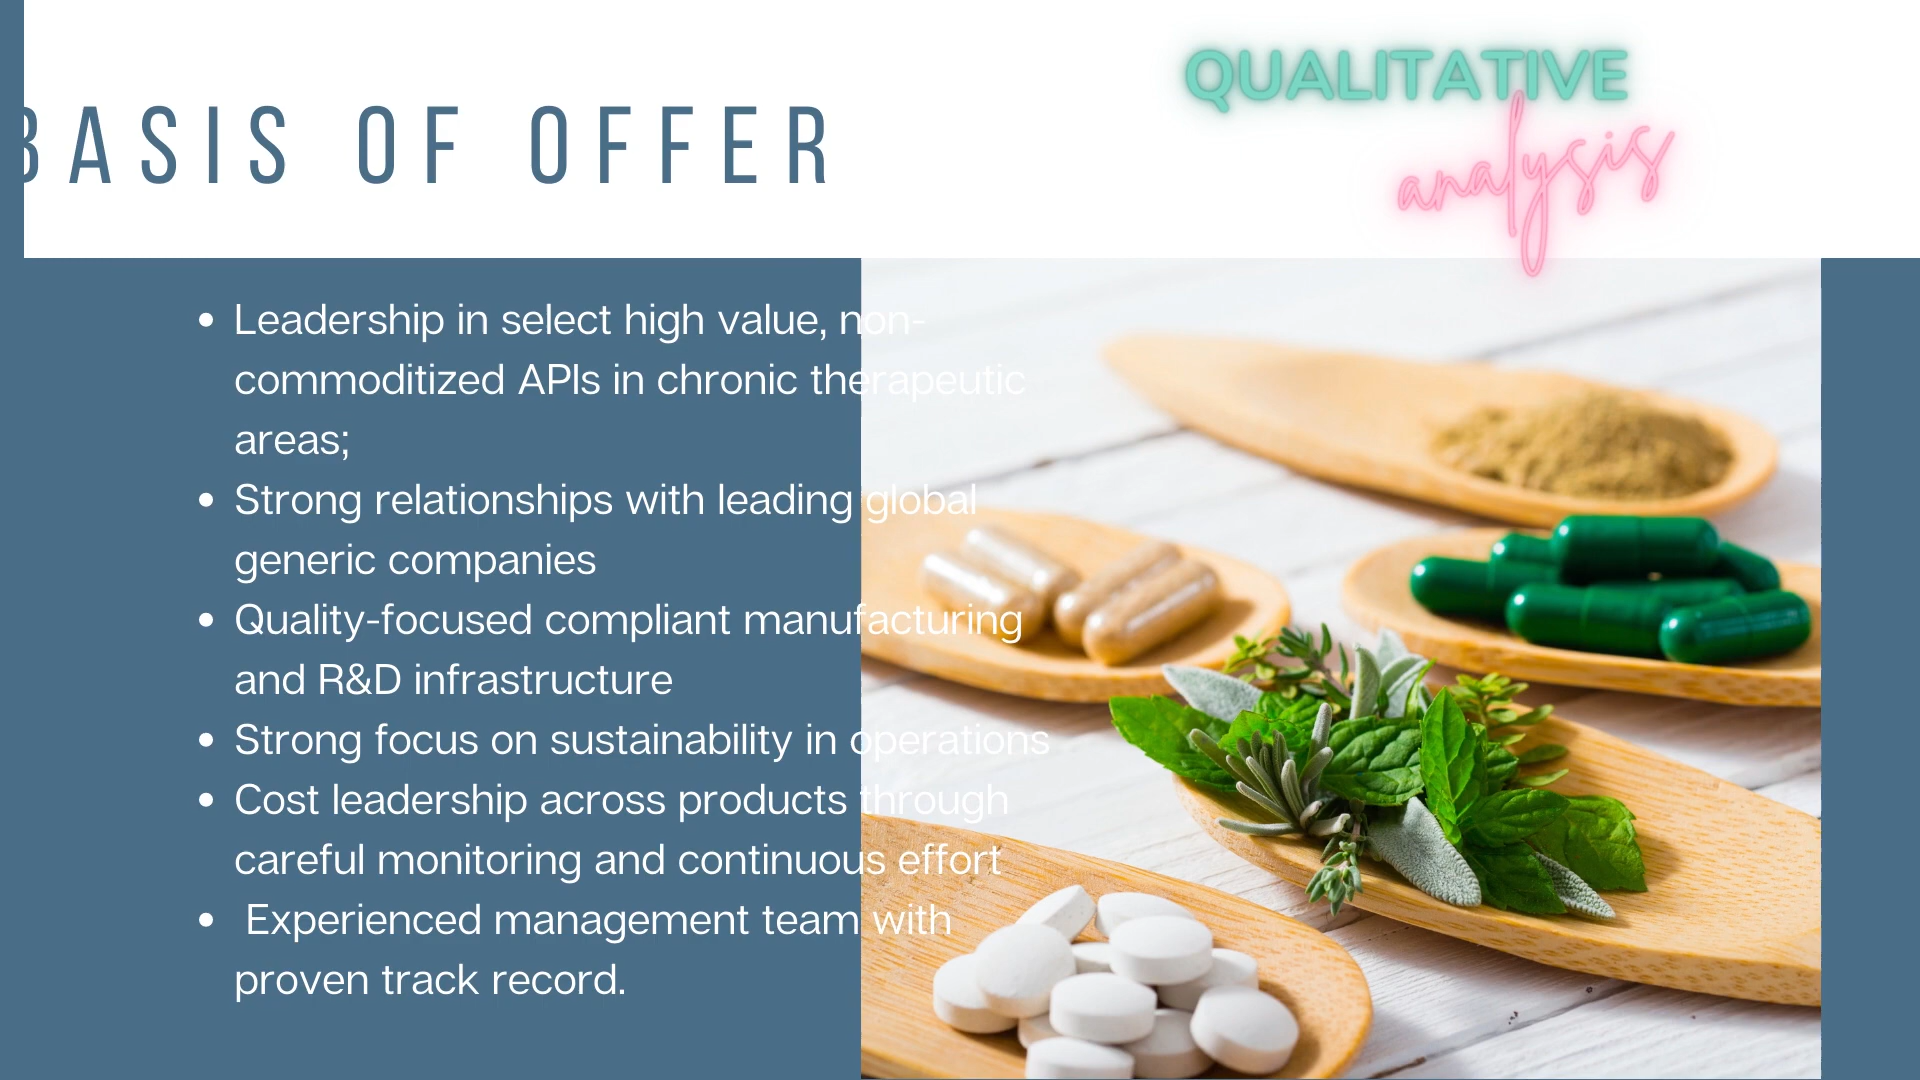 BASIS OF OFFER
QUALITATIVE
analysis
• Leadership in select high value, non-
commoditized APIs in chronic therapeutic
areas;
• Strong relationships with leading global
generic companies
• Quality-focused compliant manufacturing
and R&D infrastructure
• Strong focus on sustainability in operations
• Cost leadership across products through
careful monitoring and continuous effort
• Experienced management team with
proven track record.